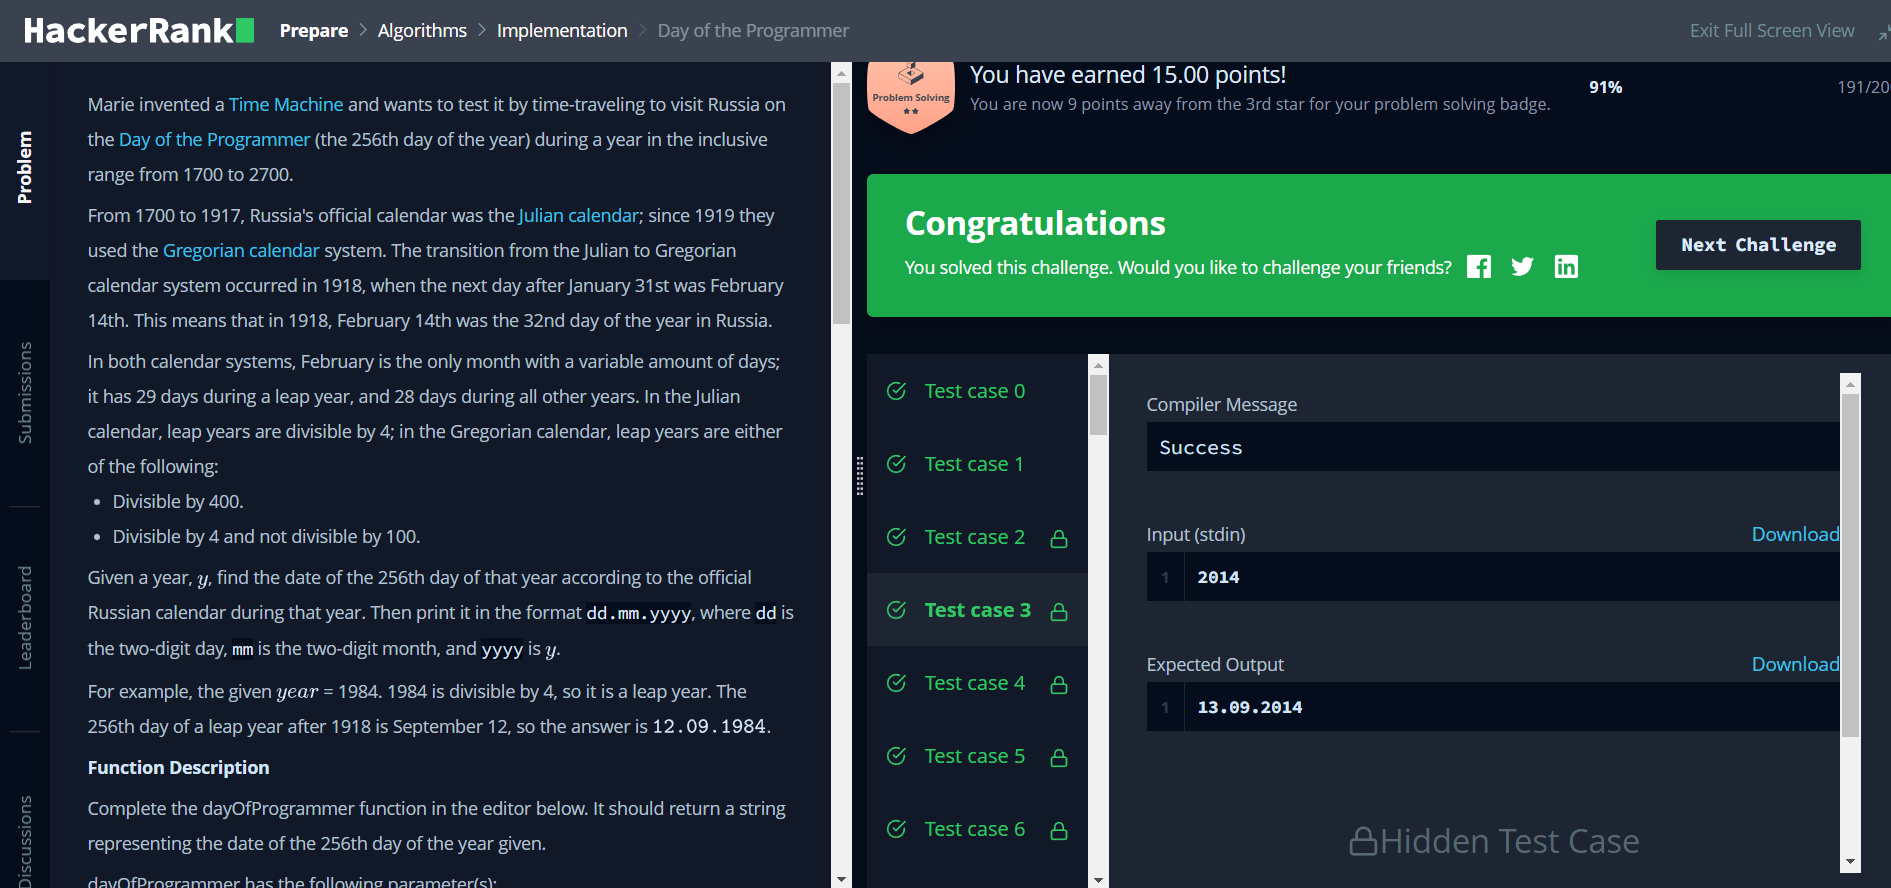 HackerRank
Prepare > Algorithms > Implementation > Day of the Programmer
Exit Full Screen View
Problem
Submissions
Leaderboard
Discussions
Marie invented a Time Machine and wants to test it by time-traveling to visit Russia on
the Day of the Programmer (the 256th day of the year) during a year in the inclusive
range from 1700 to 2700.
From 1700 to 1917, Russia's official calendar was the Julian calendar; since 1919 they
used the Gregorian calendar system. The transition from the Julian to Gregorian
calendar system occurred in 1918, when the next day after January 31st was February
14th. This means that in 1918, February 14th was the 32nd day of the year in Russia.
In both calendar systems, February is the only month with a variable amount of days;
it has 29 days during a leap year, and 28 days during all other years. In the Julian
calendar, leap years are divisible by 4; in the Gregorian calendar, leap years are either
of the following:
• Divisible by 400.
• Divisible by 4 and not divisible by 100.
Given a year, y, find the date of the 256th day of that year according to the official
Russian calendar during that year. Then print it in the format dd.mm.yyyy, where dd is
the two-digit day, mm is the two-digit month, and yyyy is y.
For example, the given year = 1984. 1984 is divisible by 4, so it is a leap year. The
256th day of a leap year after 1918 is September 12, so the answer is 12.09.1984.
Function Description
Complete the dayOfProgrammer function in the editor below. It should return a string
representing the date of the 256th day of the year given.
dayOfProgrammer has the following parameter(s):
Problem Solving
You have earned 15.00 points!
You are now 9 points away from the 3rd star for your problem solving badge.
91%
191/20
Congratulations
You solved this challenge. Would you like to challenge your friends?
Next Challenge
Test case 0
Test case 1
Test case 2
Test case 3
Test case 4
Test case 5
Test case 6
Compiler Message
Success
Input (stdin)
Download
1 2014
Expected Output
Download
1 13.09.2014
Hidden Test Case